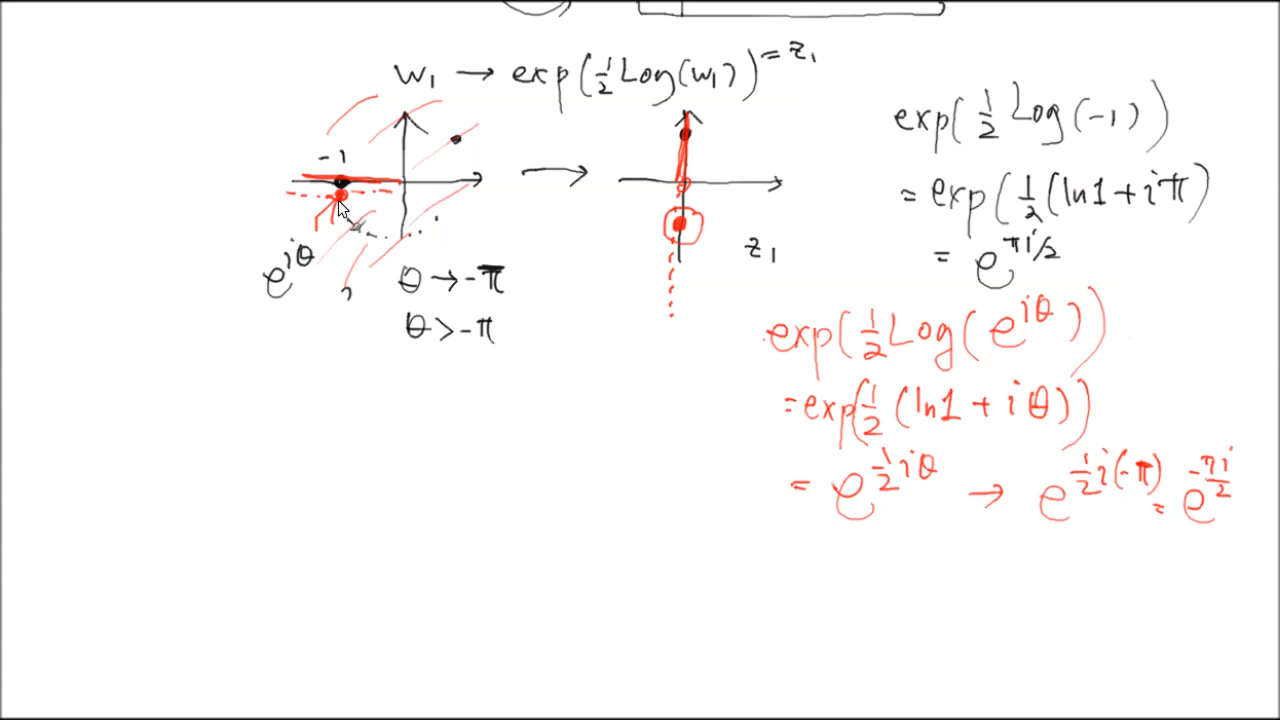 w₁ → exp(½ Log(w₁)) = z₁
-1
e^{iθ}
θ → -π
θ > -π
z₁
exp(½ Log(-1))
= exp(½(ln1 + iπ)
= e^{πi/2}
exp(½ Log(e^{iθ}))
= exp(½(ln1 + iθ))
= e^{½iθ} → e^{½i(-π)} = e^{-πi/2}